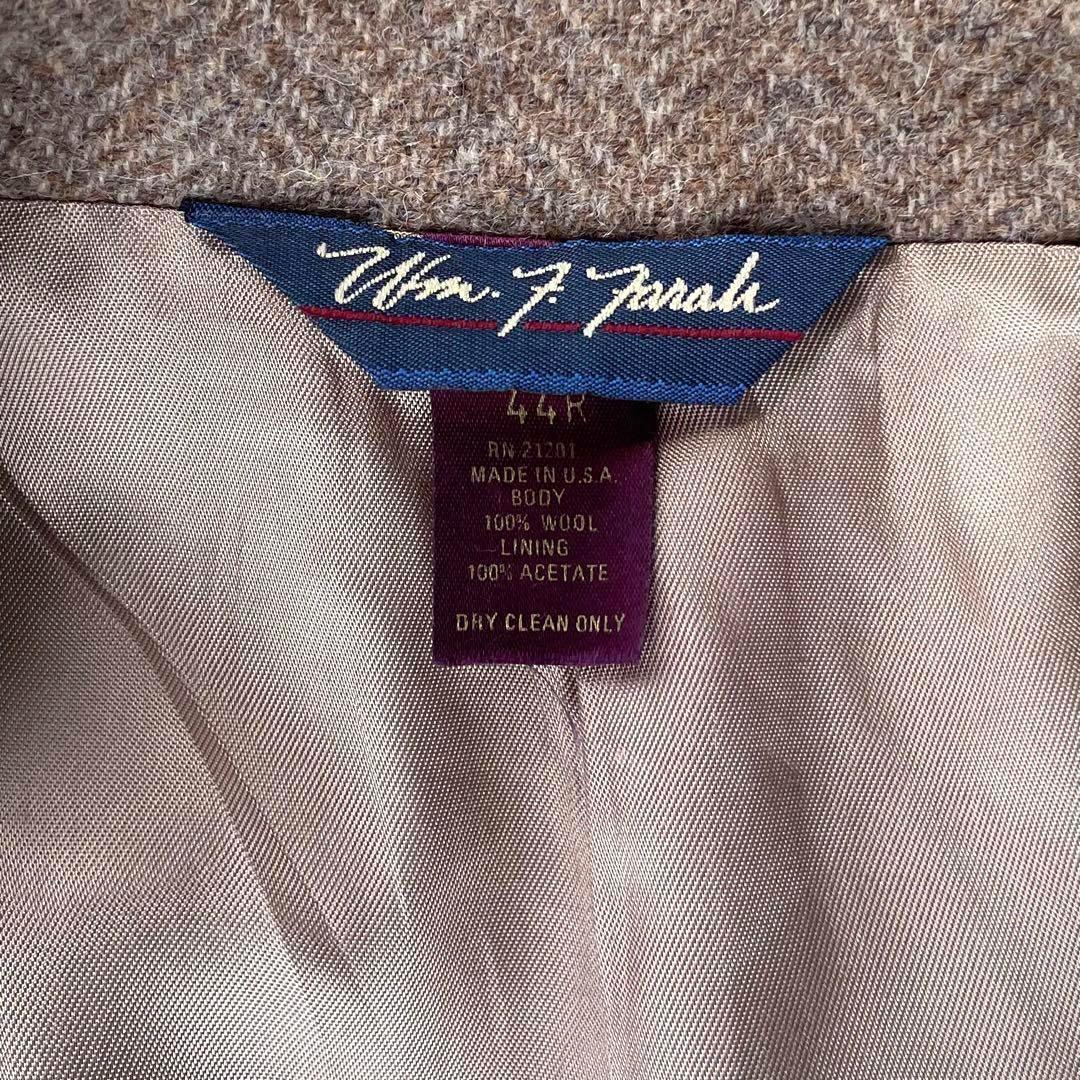 Wm. F. Farah
44R
RN 21201
MADE IN U.S.A.
BODY
100% WOOL
LINING
100% ACETATE
DRY CLEAN ONLY